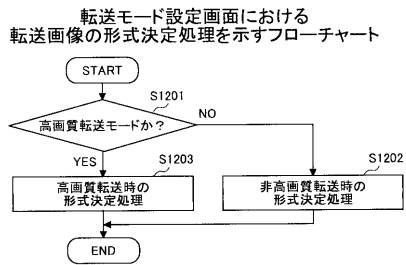 転送モード設定画面における
転送画像の形式決定処理を示すフローチャート
START
S1201
高画質転送モードか？
NO
YES
S1203
S1202
高画質転送時の
形式決定処理
非高画質転送時の
形式決定処理
END